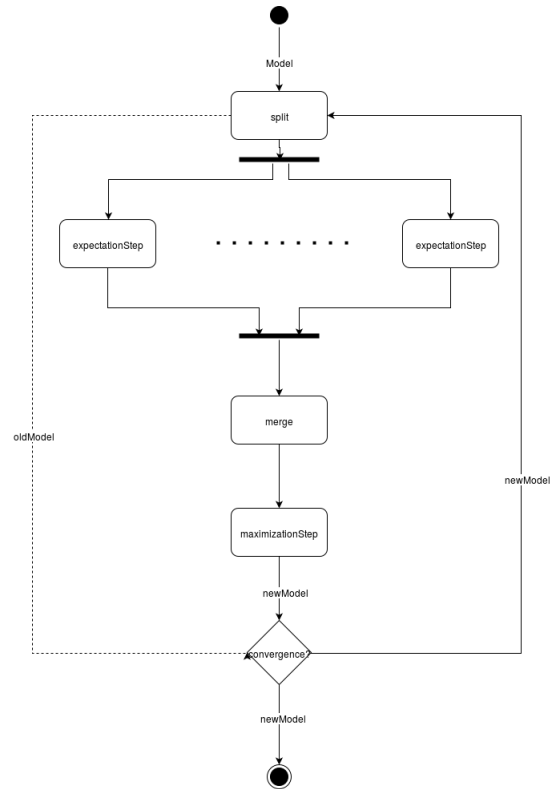 Model
split
expectationStep
expectationStep
merge
oldModel
newModel
maximizationStep
newModel
convergence?
newModel